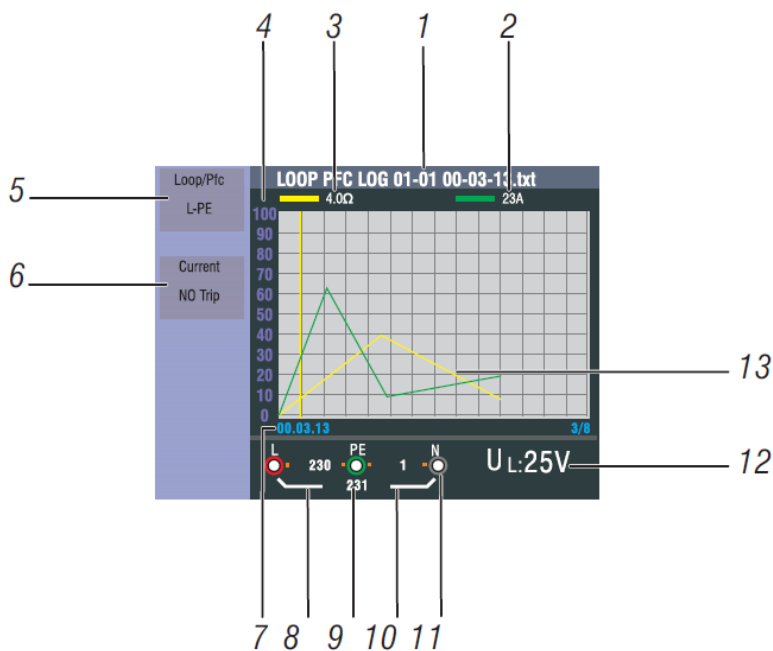 4 3 1 2
5
6
Loop/Pfc
L-PE
Current
NO Trip
LOOP PFC LOG 01-01 00-03-13.txt
4.0Ω 23A
100
90
80
70
60
50
40
30
20
10
0
13
00.03.13 3/8
L PE N
230 1
231
U L:25V
12
7 8 9 10 11